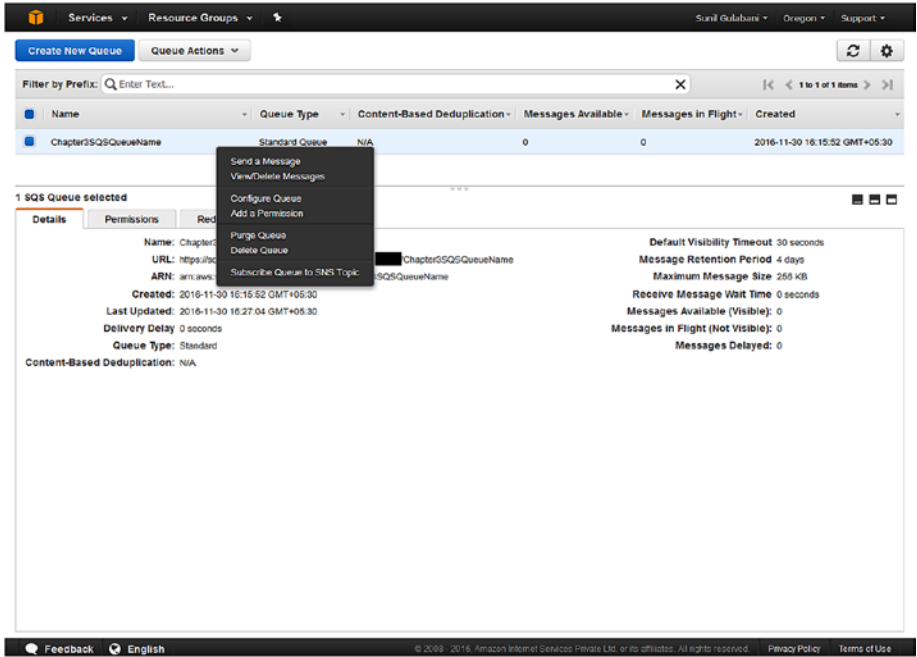 Services Resource Groups Sunil Gulabani Oregon Support
Create New Queue Queue Actions
Filter by Prefix: Enter Text... 1 to 1 of 1 items
Name Queue Type Content-Based Deduplication Messages Available Messages in Flight Created
Chapter3SQSQueueName Standard Queue N/A 0 0 2016-11-30 16:15:52 GMT+05:30
Send a Message
View/Delete Messages
Configure Queue
Add a Permission
Purge Queue
Delete Queue
Subscribe Queue to SNS Topic
1 SQS Queue selected
Details Permissions Red
Name: Chapter3 Default Visibility Timeout 30 seconds
URL: https://sq /Chapter3SQSQueueName Message Retention Period 4 days
ARN: arn:aws: SQSQueueName Maximum Message Size 256 KB
Created: 2016-11-30 16:15:52 GMT+05:30 Receive Message Wait Time 0 seconds
Last Updated: 2016-11-30 16:27:04 GMT+05:30 Messages Available (Visible): 0
Delivery Delay 0 seconds Messages in Flight (Not Visible): 0
Queue Type: Standard Messages Delayed: 0
Content-Based Deduplication: N/A
Feedback English © 2008 - 2016, Amazon Internet Services Private Ltd. or its affiliates. All rights reserved. Privacy Policy Terms of Use